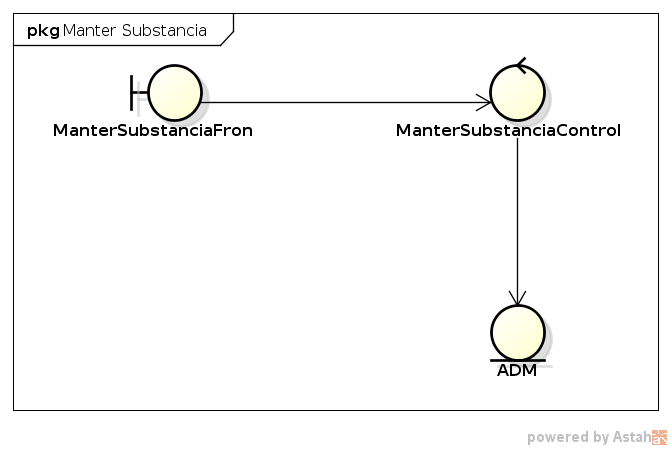 pkg Manter Substancia
ManterSubstanciaFron
ManterSubstanciaControl
ADM
powered by Astah